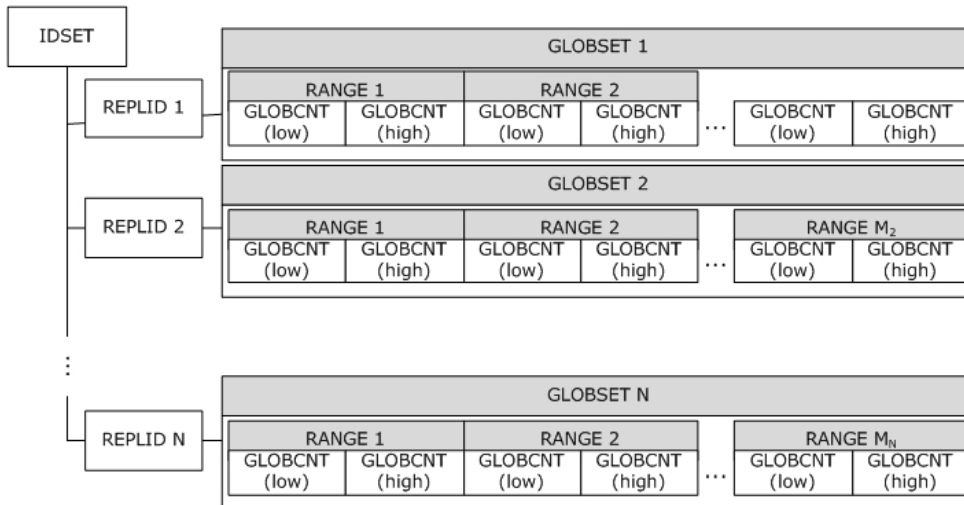 IDSET
GLOBSET 1
REPLID 1
RANGE 1 RANGE 2
GLOBCNT (low) GLOBCNT (high) GLOBCNT (low) GLOBCNT (high) ... GLOBCNT (low) GLOBCNT (high)
GLOBSET 2
REPLID 2
RANGE 1 RANGE 2 RANGE M₂
GLOBCNT (low) GLOBCNT (high) GLOBCNT (low) GLOBCNT (high) ... GLOBCNT (low) GLOBCNT (high)
...
GLOBSET N
REPLID N
RANGE 1 RANGE 2 RANGE Mₙ
GLOBCNT (low) GLOBCNT (high) GLOBCNT (low) GLOBCNT (high) ... GLOBCNT (low) GLOBCNT (high)